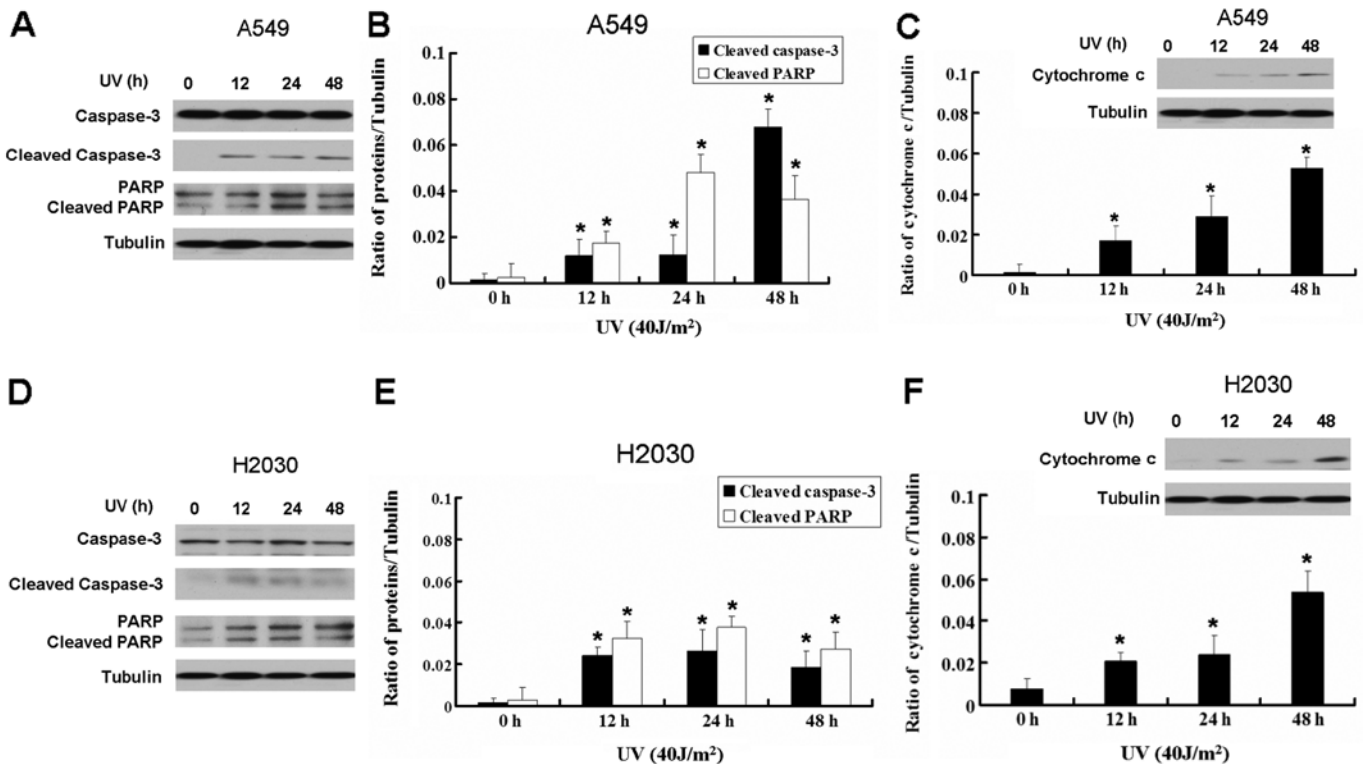 A
A549
UV (h) 0 12 24 48
Caspase-3
Cleaved Caspase-3
PARP
Cleaved PARP
Tubulin
B
A549
Cleaved caspase-3
Cleaved PARP
0.1
0.08
0.06
0.04
0.02
0
Ratio of proteins/Tubulin
* * * * * *
0 h 12 h 24 h 48 h
UV (40J/m²)
C
A549
UV (h) 0 12 24 48
Cytochrome c
Tubulin
0.1
0.08
0.06
0.04
0.02
0
Ratio of cytochrome c/Tubulin
* * *
0 h 12 h 24 h 48 h
UV (40J/m²)
D
H2030
UV (h) 0 12 24 48
Caspase-3
Cleaved Caspase-3
PARP
Cleaved PARP
Tubulin
E
H2030
Cleaved caspase-3
Cleaved PARP
0.1
0.08
0.06
0.04
0.02
0
Ratio of proteins/Tubulin
* * * * * *
0 h 12 h 24 h 48 h
UV (40J/m²)
F
H2030
UV (h) 0 12 24 48
Cytochrome c
Tubulin
0.1
0.08
0.06
0.04
0.02
0
Ratio of cytochrome c/Tubulin
* * *
0 h 12 h 24 h 48 h
UV (40J/m²)